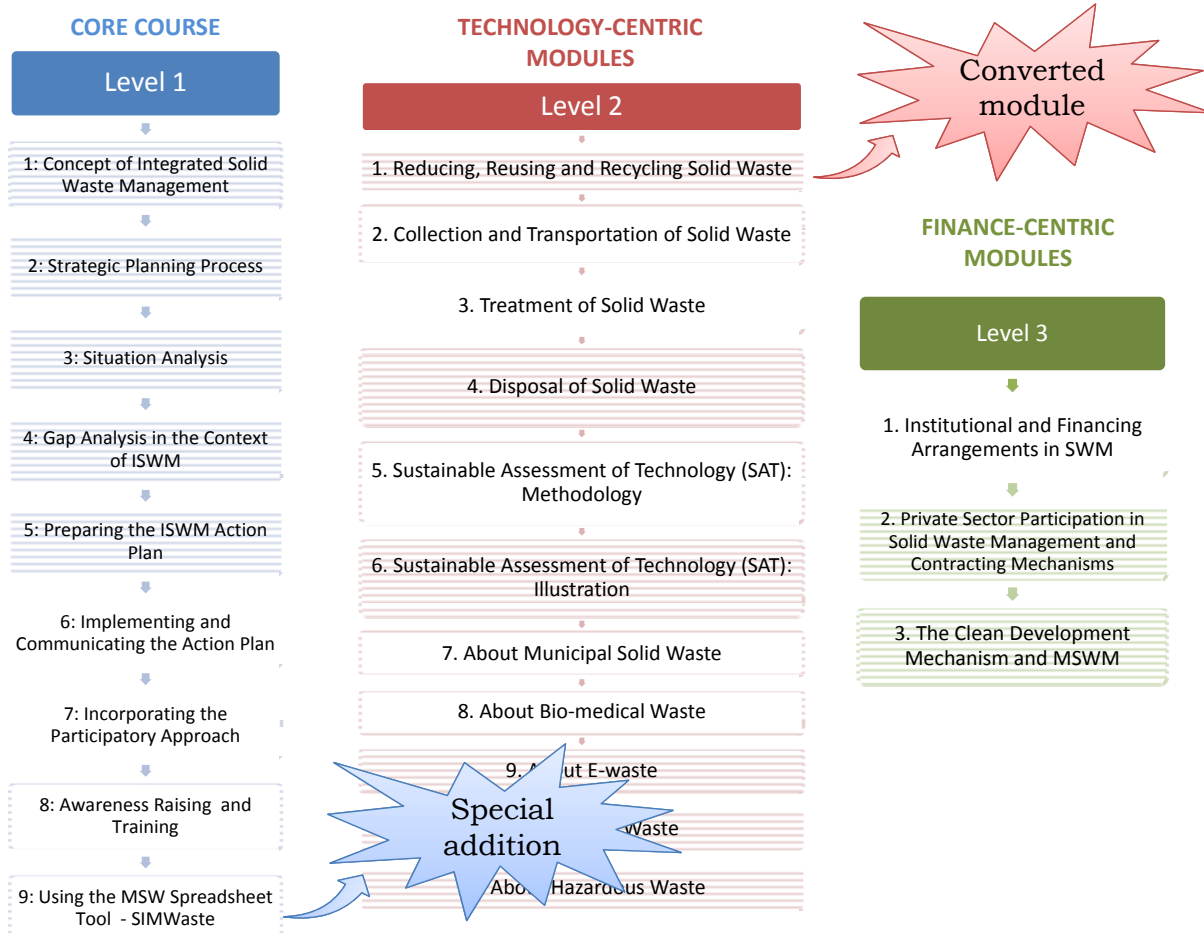 CORE COURSE
Level 1
1: Concept of Integrated Solid
Waste Management
2: Strategic Planning Process
3: Situation Analysis
4: Gap Analysis in the Context
of ISWM
5: Preparing the ISWM Action
Plan
6: Implementing and
Communicating the Action Plan
7: Incorporating the
Participatory Approach
8: Awareness Raising and
Training
9: Using the MSW Spreadsheet
Tool - SIMWaste
TECHNOLOGY-CENTRIC
MODULES
Level 2
1. Reducing, Reusing and Recycling Solid Waste
2. Collection and Transportation of Solid Waste
3. Treatment of Solid Waste
4. Disposal of Solid Waste
5. Sustainable Assessment of Technology (SAT):
Methodology
6. Sustainable Assessment of Technology (SAT):
Illustration
7. About Municipal Solid Waste
8. About Bio-medical Waste
9. About E-waste
Waste
About Hazardous Waste
Special
addition
Converted
module
FINANCE-CENTRIC
MODULES
Level 3
1. Institutional and Financing
Arrangements in SWM
2. Private Sector Participation in
Solid Waste Management and
Contracting Mechanisms
3. The Clean Development
Mechanism and MSWM